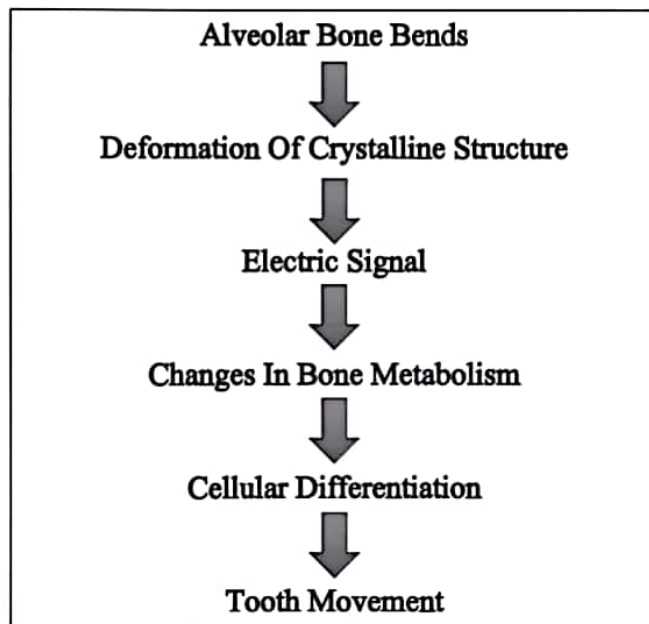 Alveolar Bone Bends
Deformation Of Crystalline Structure
Electric Signal
Changes In Bone Metabolism
Cellular Differentiation
Tooth Movement